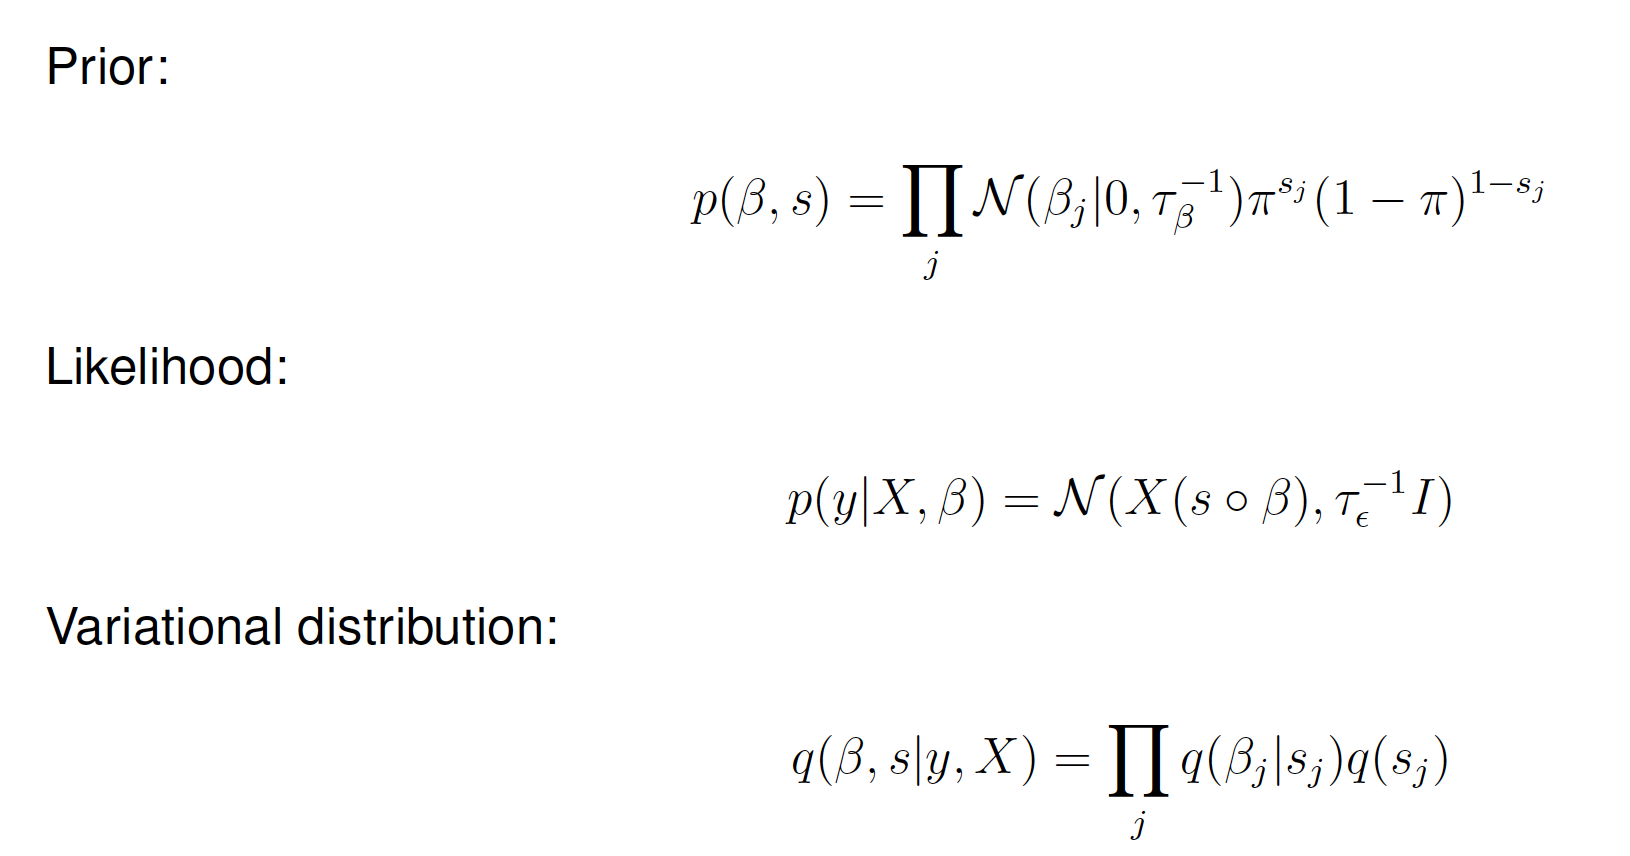 Prior:
p(β, s) = ∏_j 𝒩(β_j|0, τ_β^{−1})π^{s_j}(1 − π)^{1−s_j}
Likelihood:
p(y|X, β) = 𝒩(X(s ∘ β), τ_ϵ^{−1}I)
Variational distribution:
q(β, s|y, X) = ∏_j q(β_j|s_j)q(s_j)